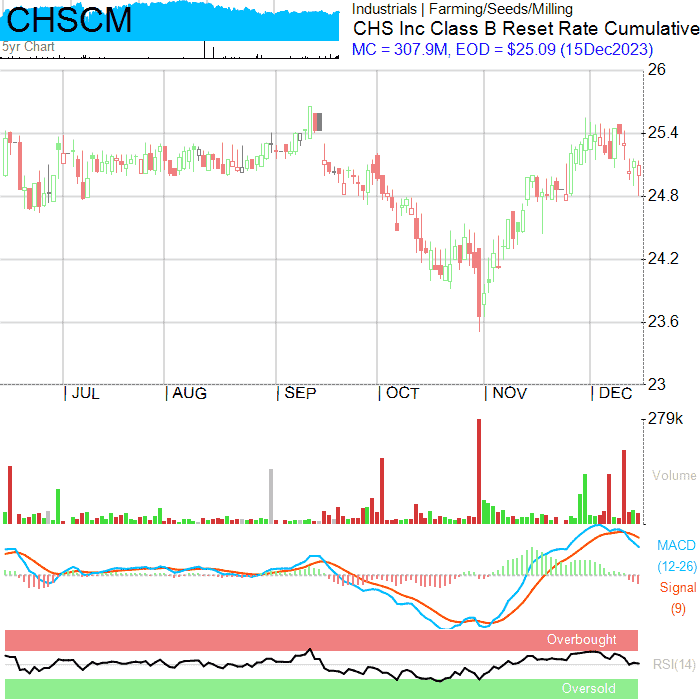 CHSCM
5yr Chart
Industrials | Farming/Seeds/Milling
CHS Inc Class B Reset Rate Cumulative
MC = 307.9M, EOD = $25.09 (15Dec2023)
26
25.4
24.8
24.2
23.6
23
JUL
AUG
SEP
OCT
NOV
DEC
279k
Volume
MACD
(12-26)
Signal
(9)
Overbought
RSI(14)
Oversold